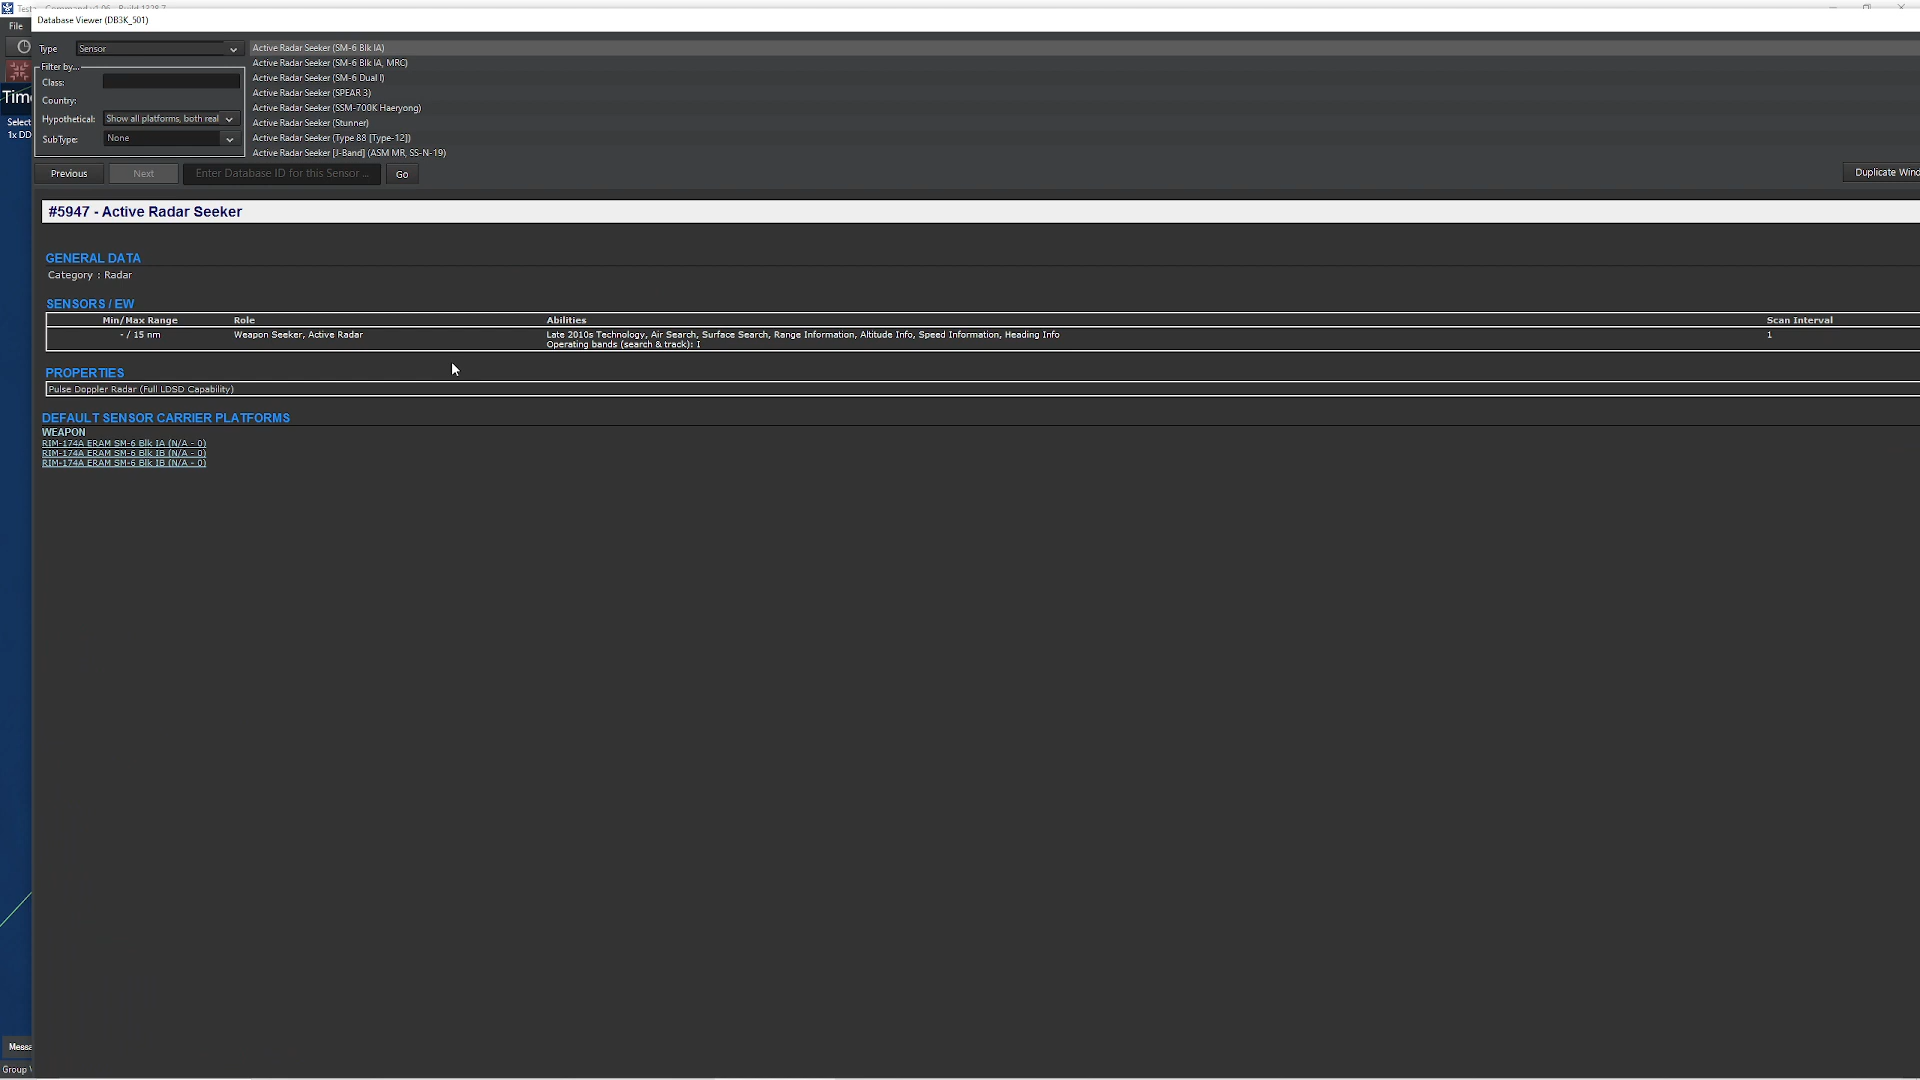 Test - Command v1.06 - Build 1328.7
Database Viewer (DB3K_501)
File
Type
Sensor
Filter by...
Class:
Country:
Hypothetical:
Show all platforms, both real
SubType:
None
Active Radar Seeker (SM-6 Blk IA)
Active Radar Seeker (SM-6 Blk IA, MRC)
Active Radar Seeker (SM-6 Dual I)
Active Radar Seeker (SPEAR 3)
Active Radar Seeker (SSM-700K Haeryong)
Active Radar Seeker (Stunner)
Active Radar Seeker (Type 88 [Type-12])
Active Radar Seeker [J-Band] (ASM MR, SS-N-19)
Time
Select
1x DD
Previous
Next
Enter Database ID for this Sensor ...
Go
Duplicate Wind
#5947 - Active Radar Seeker
GENERAL DATA
Category : Radar
SENSORS / EW
Min/Max Range Role Abilities Scan Interval
- / 15 nm Weapon Seeker, Active Radar Late 2010s Technology, Air Search, Surface Search, Range Information, Altitude Info, Speed Information, Heading Info 1
Operating bands (search & track): I
PROPERTIES
Pulse Doppler Radar (Full LDSD Capability)
DEFAULT SENSOR CARRIER PLATFORMS
WEAPON
RIM-174A ERAM SM-6 Blk IA (N/A - 0)
RIM-174A ERAM SM-6 Blk IB (N/A - 0)
RIM-174A ERAM SM-6 Blk IB (N/A - 0)
Messa
Group